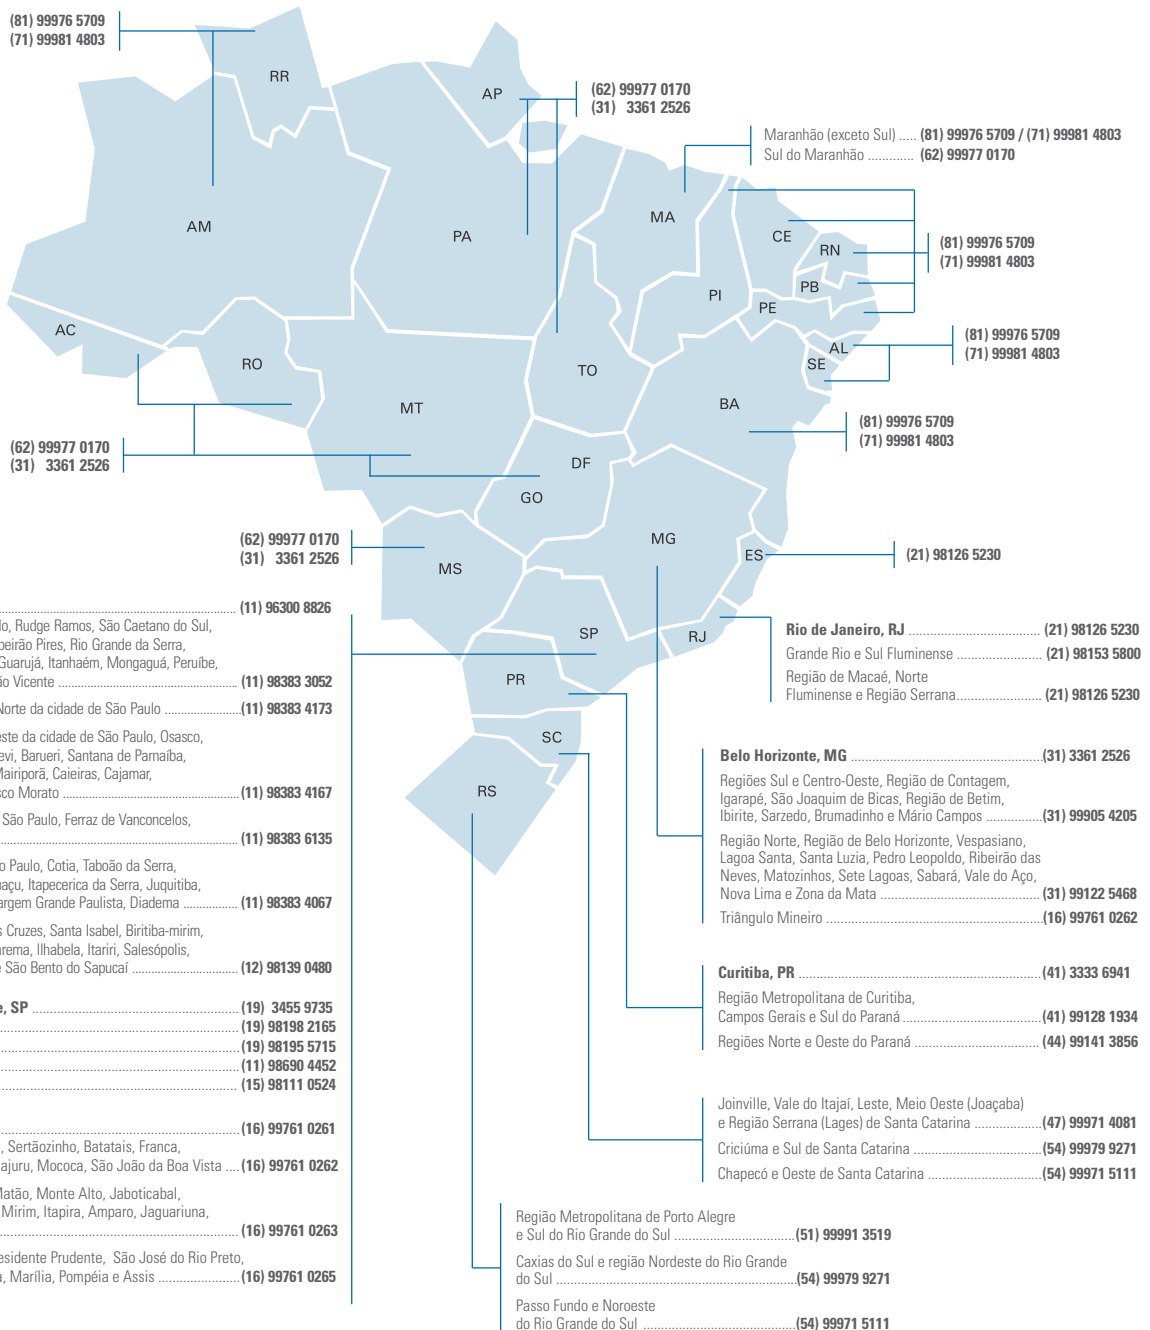 (81) 99976 5709
(71) 99981 4803
RR
AP
(62) 99977 0170
(31) 3361 2526
Maranhão (exceto Sul) ..... (81) 99976 5709 / (71) 99981 4803
Sul do Maranhão ............. (62) 99977 0170
AM
PA
MA
CE
RN
(81) 99976 5709
(71) 99981 4803
PI
PB
PE
AC
RO
MT
TO
AL
SE
(81) 99976 5709
(71) 99981 4803
BA
(81) 99976 5709
(71) 99981 4803
(62) 99977 0170
(31) 3361 2526
DF
GO
(62) 99977 0170
(31) 3361 2526
MS
MG
ES
(21) 98126 5230
SP
RJ
PR
SC
RS
(11) 96300 8826
Rudge Ramos, São Caetano do Sul,
Pires, Rio Grande da Serra,
Guarujá, Itanhaém, Mongaguá, Peruíbe,
Vicente ........ (11) 98383 3052
Norte da cidade de São Paulo ........ (11) 98383 4173
da cidade de São Paulo, Osasco,
Barueri, Santana de Parnaíba,
Mairiporã, Caieiras, Cajamar,
Morato ........ (11) 98383 4167
São Paulo, Ferraz de Vanconcelos,
(11) 98383 6135
Paulo, Cotia, Taboão da Serra,
Itapecerica da Serra, Juquitiba,
Grande Paulista, Diadema ........ (11) 98383 4067
Cruzes, Santa Isabel, Biritiba-mirim,
Ilhabela, Itariri, Salesópolis,
e São Bento do Sapucaí ........ (12) 98139 0480
SP ........ (19) 3455 9735
(19) 98198 2165
(19) 98195 5715
(11) 98690 4452
(15) 98111 0524
(16) 99761 0261
Sertãozinho, Batatais, Franca,
Mococa, São João da Boa Vista .... (16) 99761 0262
Matão, Monte Alto, Jaboticabal,
Mirim, Itapira, Amparo, Jaguariuna,
(16) 99761 0263
Prudente, São José do Rio Preto,
Marília, Pompéia e Assis ........ (16) 99761 0265
Rio de Janeiro, RJ ........ (21) 98126 5230
Grande Rio e Sul Fluminense ........ (21) 98153 5800
Região de Macaé, Norte
Fluminense e Região Serrana ........ (21) 98126 5230
Belo Horizonte, MG ........ (31) 3361 2526
Regiões Sul e Centro-Oeste, Região de Contagem,
Igarapé, São Joaquim de Bicas, Região de Betim,
Ibirite, Sarzedo, Brumadinho e Mário Campos ........ (31) 99905 4205
Região Norte, Região de Belo Horizonte, Vespasiano,
Lagoa Santa, Santa Luzia, Pedro Leopoldo, Ribeirão das
Neves, Matozinhos, Sete Lagoas, Sabará, Vale do Aço,
Nova Lima e Zona da Mata ........ (31) 99122 5468
Triângulo Mineiro ........ (16) 99761 0262
Curitiba, PR ........ (41) 3333 6941
Região Metropolitana de Curitiba,
Campos Gerais e Sul do Paraná ........ (41) 99128 1934
Regiões Norte e Oeste do Paraná ........ (44) 99141 3856
Joinville, Vale do Itajaí, Leste, Meio Oeste (Joaçaba)
e Região Serrana (Lages) de Santa Catarina ........ (47) 99971 4081
Criciúma e Sul de Santa Catarina ........ (54) 99979 9271
Chapecó e Oeste de Santa Catarina ........ (54) 99971 5111
Região Metropolitana de Porto Alegre
e Sul do Rio Grande do Sul ........ (51) 99991 3519
Caxias do Sul e região Nordeste do Rio Grande
do Sul ........ (54) 99979 9271
Passo Fundo e Noroeste
do Rio Grande do Sul ........ (54) 99971 5111